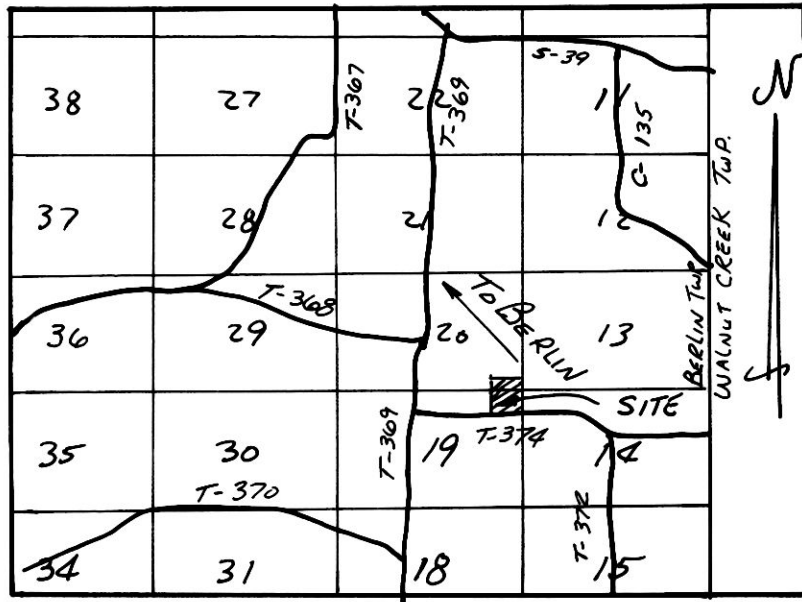 S-39
38
27
T-367
22
T-369
11
C-135
N
37
28
21
12
BERLIN TWP.
WALNUT CREEK TWP.
TO BERLIN
T-368
36
29
20
13
SITE
35
30
T-369
19
T-374
14
T-370
T-372
34
31
18
15